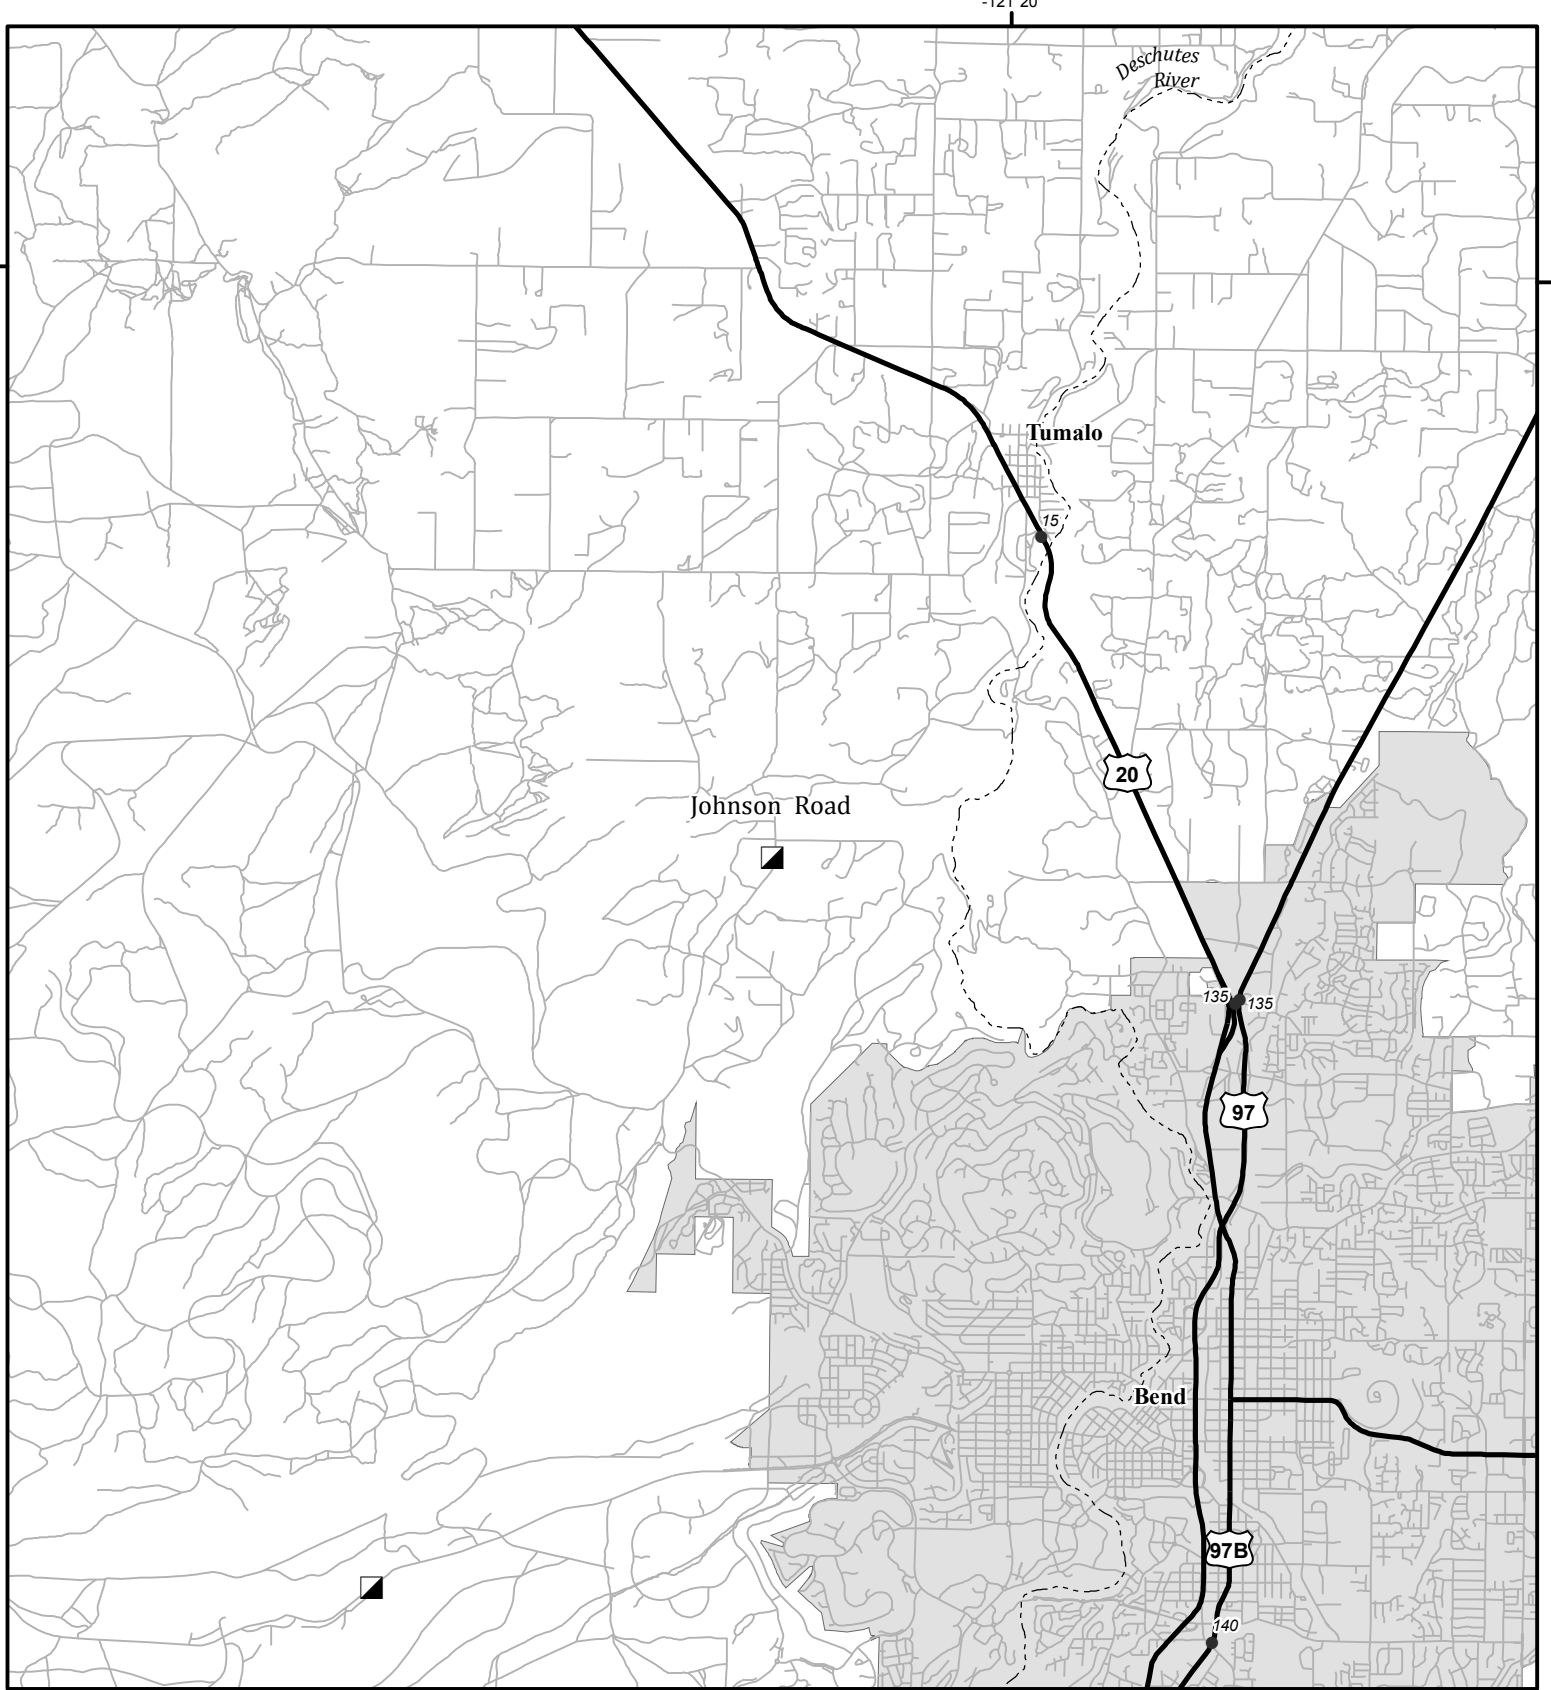 -121 20
Deschutes
River
Tumalo
15
20
Johnson Road
135
135
97
Bend
97B
140